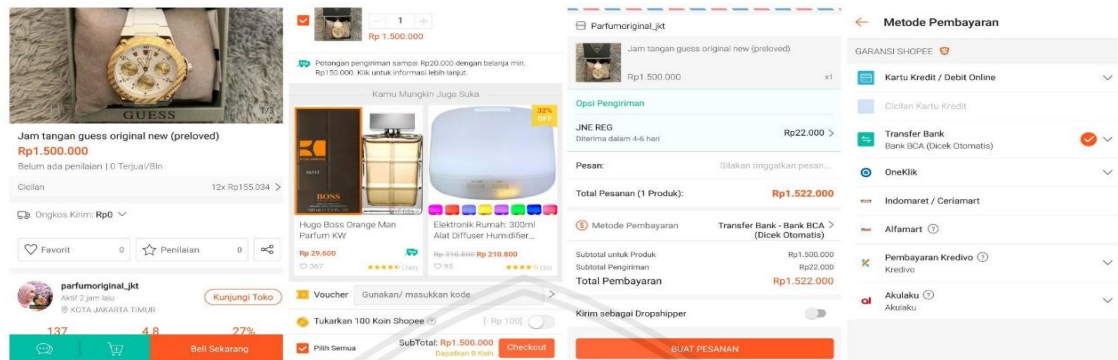 GUESS
Jam tangan guess original new (preloved)
Rp1.500.000
Belum ada penilaian | 0 Terjual/Bln
Cicilan
12x Rp155.034 >
Ongkos Kirim: Rp0
Favorit 0
Penilaian 0
parfumoriginal_jkt
Aktif 2 jam lalu
KOTA JAKARTA TIMUR
Kunjungi Toko
137 4.8 27%
Beli Sekarang
- 1 +
Rp 1.500.000
Potongan pengiriman sampai Rp20.000 dengan belanja min.
Rp150.000. Klik untuk informasi lebih lanjut.
Kamu Mungkin Juga Suka
BOSS
32%
OFF
Hugo Boss Orange Man
Parfum KW
Rp 29.600
367
Elektronik Rumah: 300ml
Alat Diffuser Humidifier...
Rp 310.000 Rp 210.800
95
Voucher
Gunakan/ masukkan kode >
Tukarkan 100 Koin Shopee
[- Rp 100]
Pilih Semua
SubTotal: Rp1.500.000
Dapatkan 0 Koin
Checkout
Parfumoriginal_jkt
Jam tangan guess original new (preloved)
Rp1.500.000 x1
Opsi Pengiriman
JNE REG
Diterima dalam 4-6 hari
Rp22.000 >
Pesan: Silakan tinggalkan pesan...
Total Pesanan (1 Produk): Rp1.522.000
Metode Pembayaran
Transfer Bank - Bank BCA >
(Dicek Otomatis)
Subtotal untuk Produk Rp1.500.000
Subtotal Pengiriman Rp22.000
Total Pembayaran Rp1.522.000
Kirim sebagai Dropshipper
BUAT PESANAN
Metode Pembayaran
GARANSI SHOPEE
Kartu Kredit / Debit Online
Cicilan Kartu Kredit
Transfer Bank
Bank BCA (Dicek Otomatis)
OneKlik
Indomaret / Ceriamart
Alfamart
Pembayaran Kredivo
Kredivo
Akulaku
Akulaku